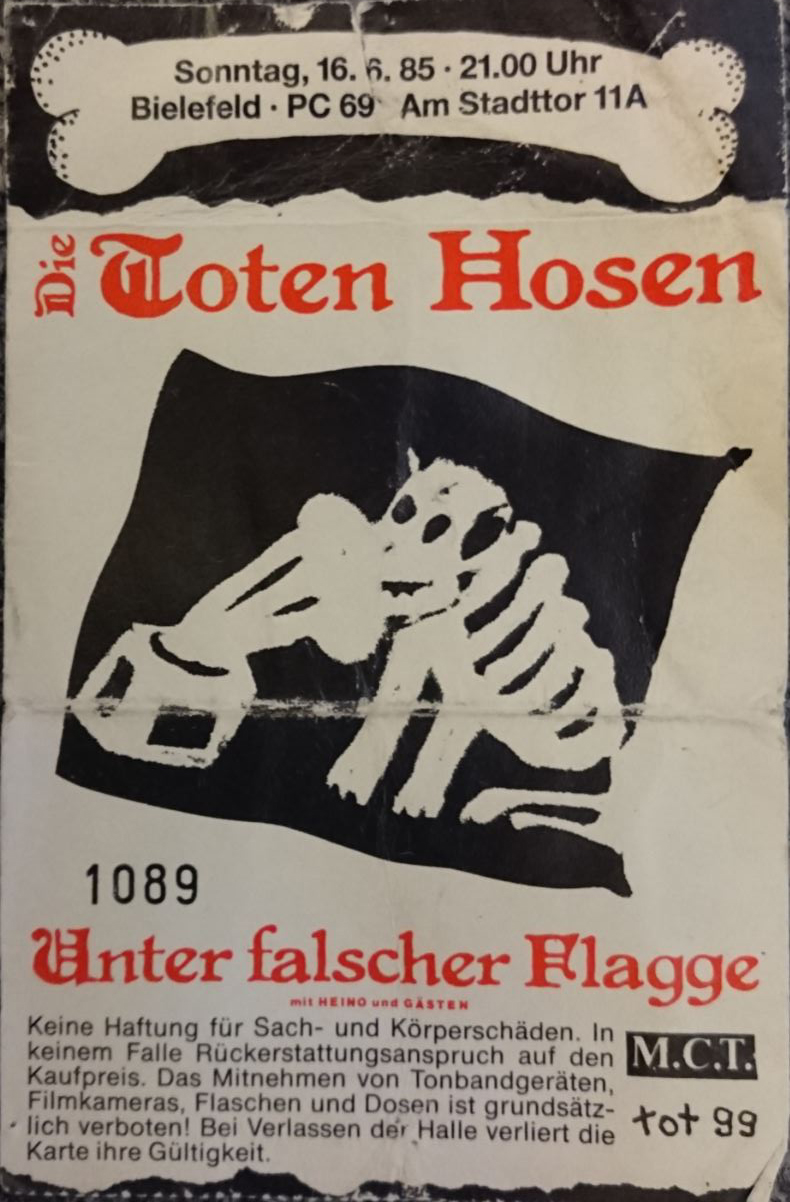 Sonntag, 16. 6. 85 · 21.00 Uhr
Bielefeld · PC 69 Am Stadttor 11A
Die Toten Hosen
1089
Unter falscher Flagge
mit HEINO und GÄSTEN
Keine Haftung für Sach- und Körperschäden. In
keinem Falle Rückerstattungsanspruch auf den
Kaufpreis. Das Mitnehmen von Tonbandgeräten,
Filmkameras, Flaschen und Dosen ist grundsätz-
lich verboten! Bei Verlassen der Halle verliert die
Karte ihre Gültigkeit.
M.C.T.
tot 99